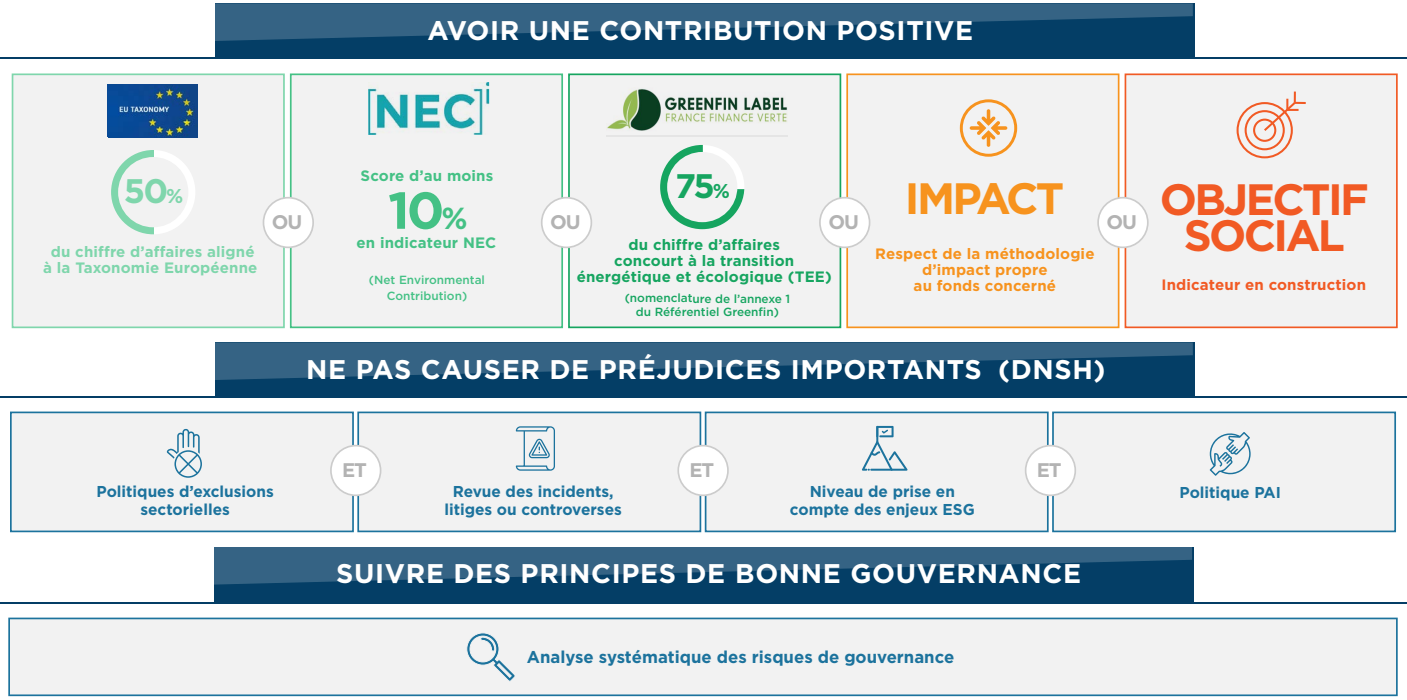 AVOIR UNE CONTRIBUTION POSITIVE
EU TAXONOMY
50%
du chiffre d'affaires aligné
à la Taxonomie Européenne
OU
[NEC]i
Score d'au moins
10%
en indicateur NEC
(Net Environmental
Contribution)
OU
GREENFIN LABEL
FRANCE FINANCE VERTE
75%
du chiffre d'affaires
concourt à la transition
énergétique et écologique (TEE)
(nomenclature de l'annexe 1
du Référentiel Greenfin)
OU
IMPACT
Respect de la méthodologie
d'impact propre
au fonds concerné
OU
OBJECTIF
SOCIAL
Indicateur en construction
NE PAS CAUSER DE PRÉJUDICES IMPORTANTS (DNSH)
Politiques d'exclusions
sectorielles
ET
Revue des incidents,
litiges ou controverses
ET
Niveau de prise en
compte des enjeux ESG
ET
Politique PAI
SUIVRE DES PRINCIPES DE BONNE GOUVERNANCE
Analyse systématique des risques de gouvernance